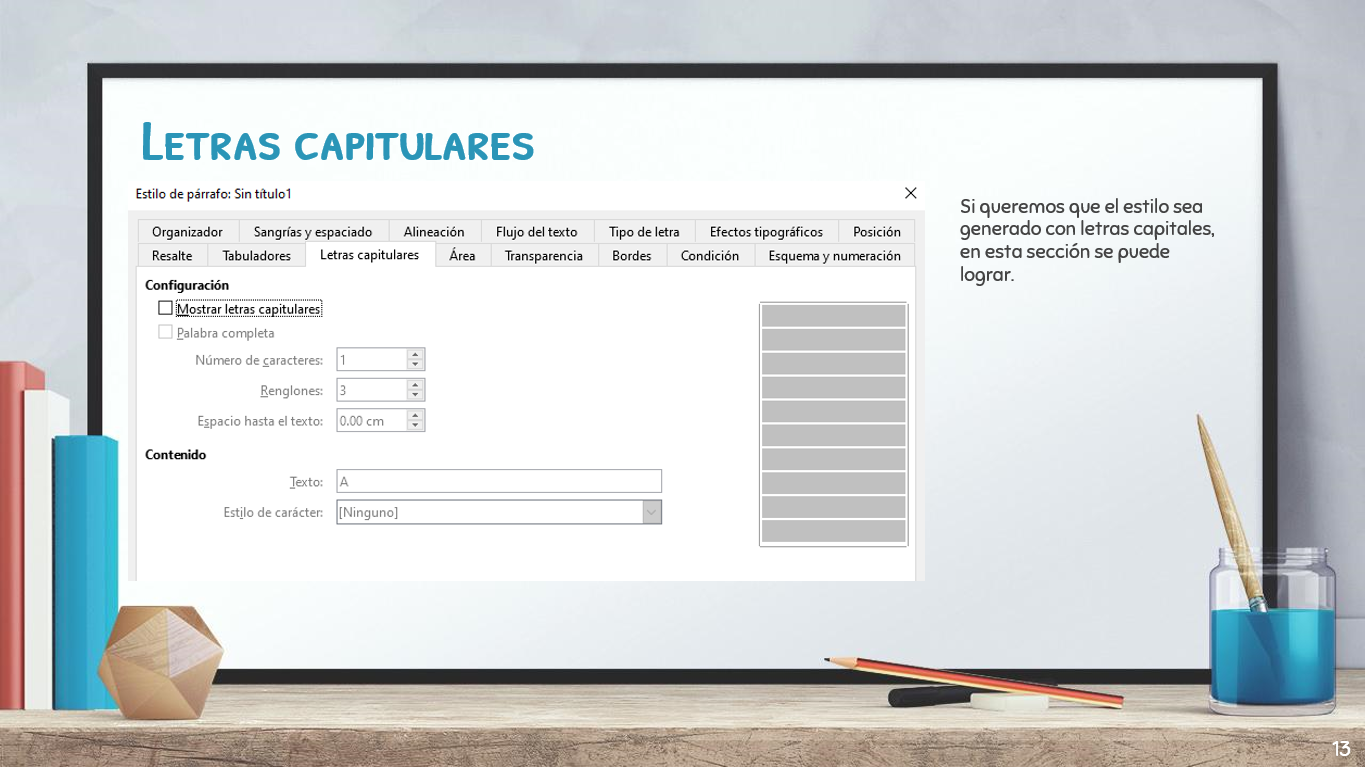 Letras capitulares
Estilo de párrafo: Sin título1
Si queremos que el estilo sea
generado con letras capitales,
en esta sección se puede
lograr.
Organizador Sangrías y espaciado Alineación Flujo del texto Tipo de letra Efectos tipográficos Posición
Resalte Tabuladores Letras capitulares Área Transparencia Bordes Condición Esquema y numeración
Configuración
Mostrar letras capitulares
Palabra completa
Número de caracteres: 1
Renglones: 3
Espacio hasta el texto: 0.00 cm
Contenido
Texto: A
Estilo de carácter: [Ninguno]
13